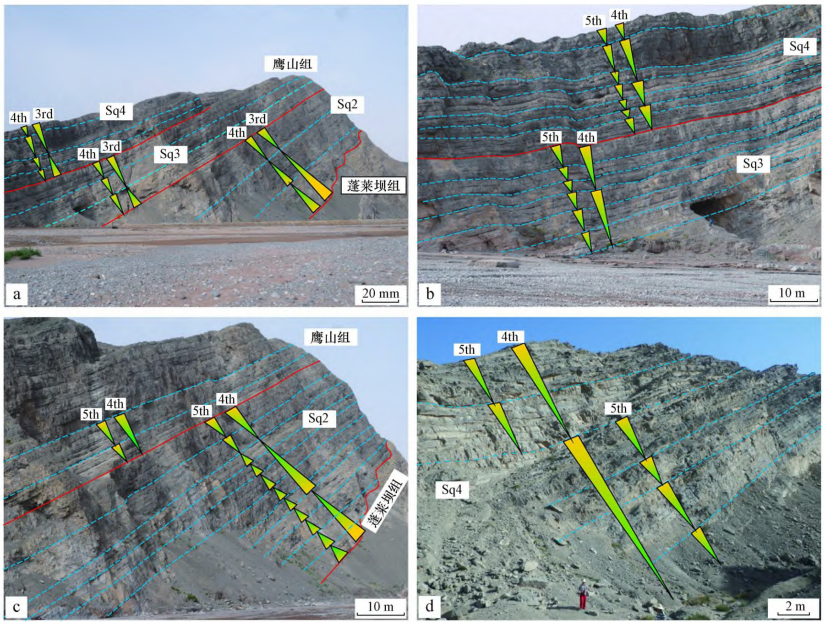 鹰山组
Sq2
3rd
4th
Sq4
3rd
4th
Sq3
3rd
4th
蓬莱坝组
a
20 mm
5th
4th
Sq4
5th
4th
Sq3
b
10 m
鹰山组
4th
5th
4th
5th
Sq2
蓬莱坝组
c
10 m
4th
5th
5th
Sq4
d
2 m